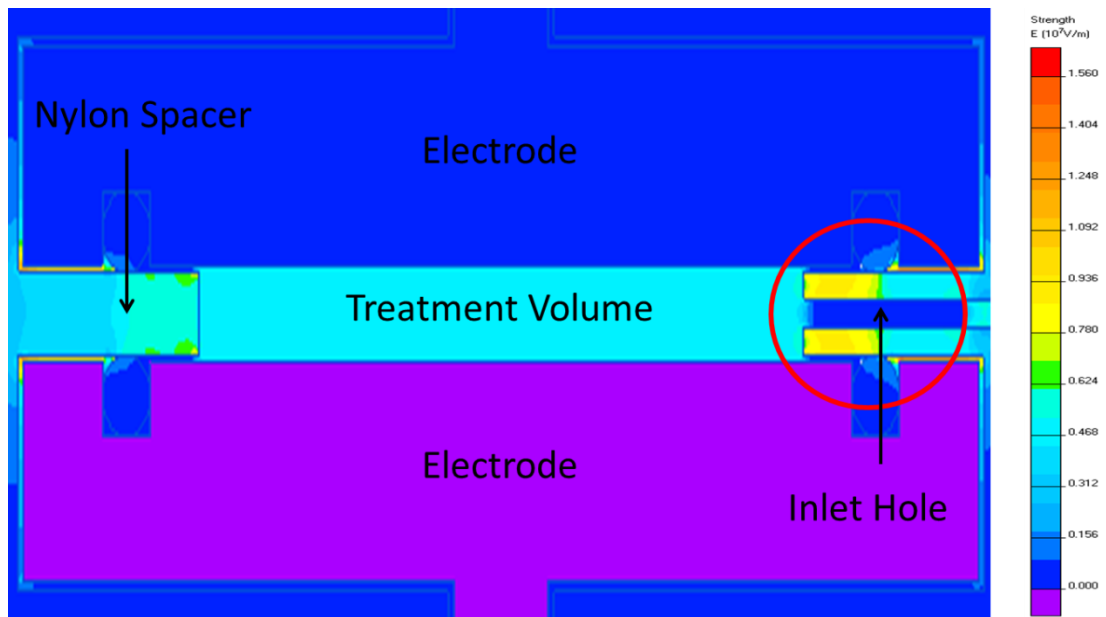 Strength
E (10⁷V/m)
1.560
Nylon Spacer
1.404
Electrode
1.248
1.092
0.936
Treatment Volume
0.780
0.624
0.468
Electrode
0.312
Inlet Hole
0.156
0.000